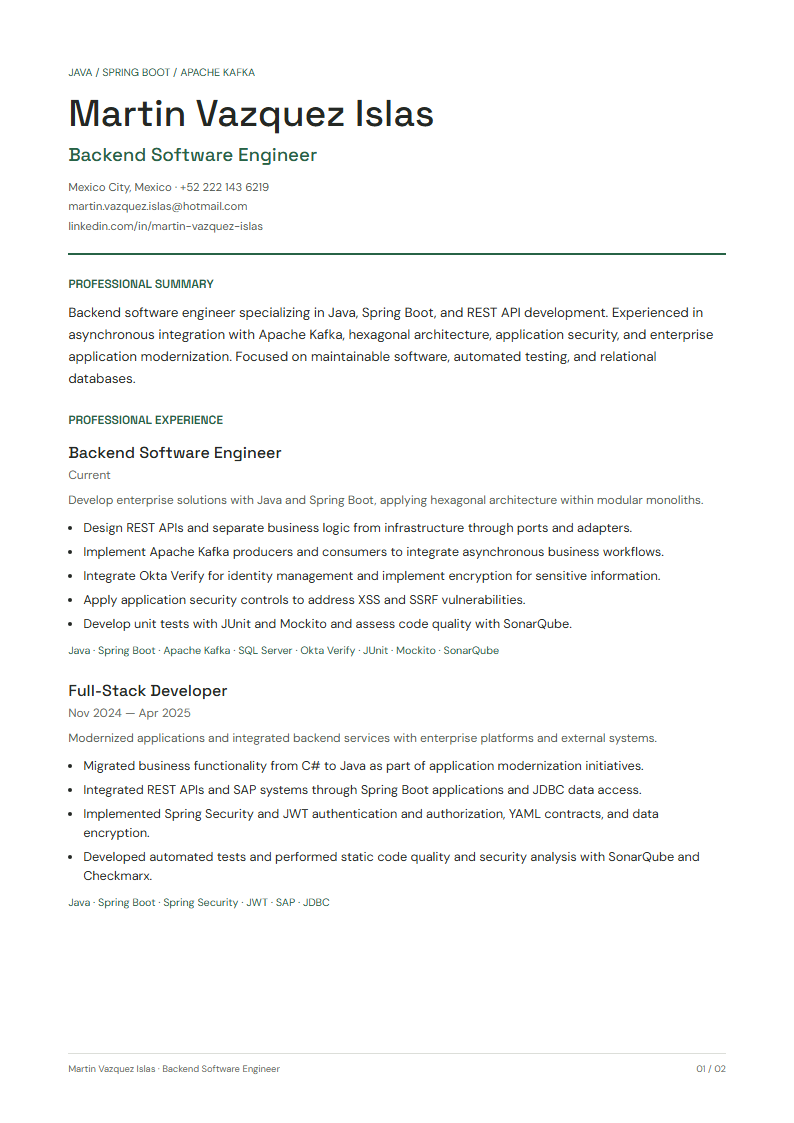 JAVA / SPRING BOOT / APACHE KAFKA
Martin Vazquez Islas
Backend Software Engineer
Mexico City, Mexico · +52 222 143 6219
martin.vazquez.islas@hotmail.com
linkedin.com/in/martin-vazquez-islas
PROFESSIONAL SUMMARY
Backend software engineer specializing in Java, Spring Boot, and REST API development. Experienced in
asynchronous integration with Apache Kafka, hexagonal architecture, application security, and enterprise
application modernization. Focused on maintainable software, automated testing, and relational
databases.
PROFESSIONAL EXPERIENCE
Backend Software Engineer
Current
Develop enterprise solutions with Java and Spring Boot, applying hexagonal architecture within modular monoliths.
• Design REST APIs and separate business logic from infrastructure through ports and adapters.
• Implement Apache Kafka producers and consumers to integrate asynchronous business workflows.
• Integrate Okta Verify for identity management and implement encryption for sensitive information.
• Apply application security controls to address XSS and SSRF vulnerabilities.
• Develop unit tests with JUnit and Mockito and assess code quality with SonarQube.
Java · Spring Boot · Apache Kafka · SQL Server · Okta Verify · JUnit · Mockito · SonarQube
Full-Stack Developer
Nov 2024 — Apr 2025
Modernized applications and integrated backend services with enterprise platforms and external systems.
• Migrated business functionality from C# to Java as part of application modernization initiatives.
• Integrated REST APIs and SAP systems through Spring Boot applications and JDBC data access.
• Implemented Spring Security and JWT authentication and authorization, YAML contracts, and data
encryption.
• Developed automated tests and performed static code quality and security analysis with SonarQube and
Checkmarx.
Java · Spring Boot · Spring Security · JWT · SAP · JDBC
Martin Vazquez Islas · Backend Software Engineer
01 / 02